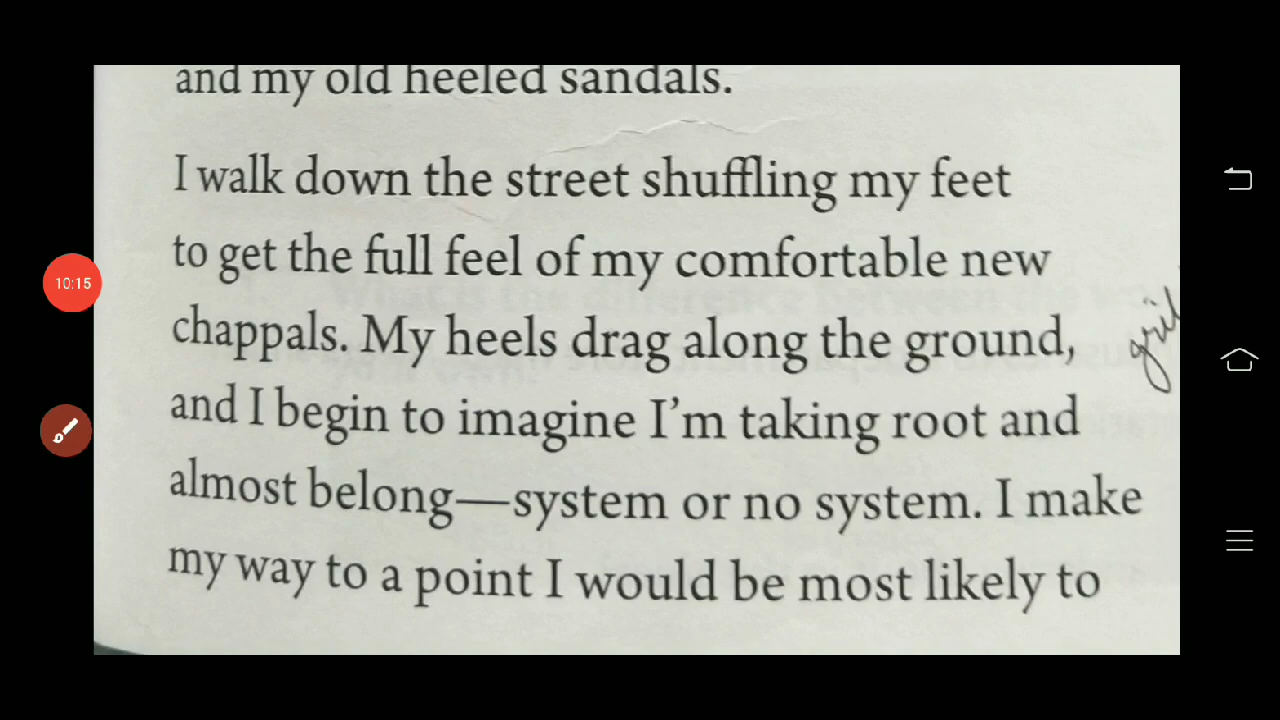 and my old heeled sandals.
I walk down the street shuffling my feet
to get the full feel of my comfortable new
chappals. My heels drag along the ground,
and I begin to imagine I'm taking root and
almost belong—system or no system. I make
my way to a point I would be most likely to
10:15